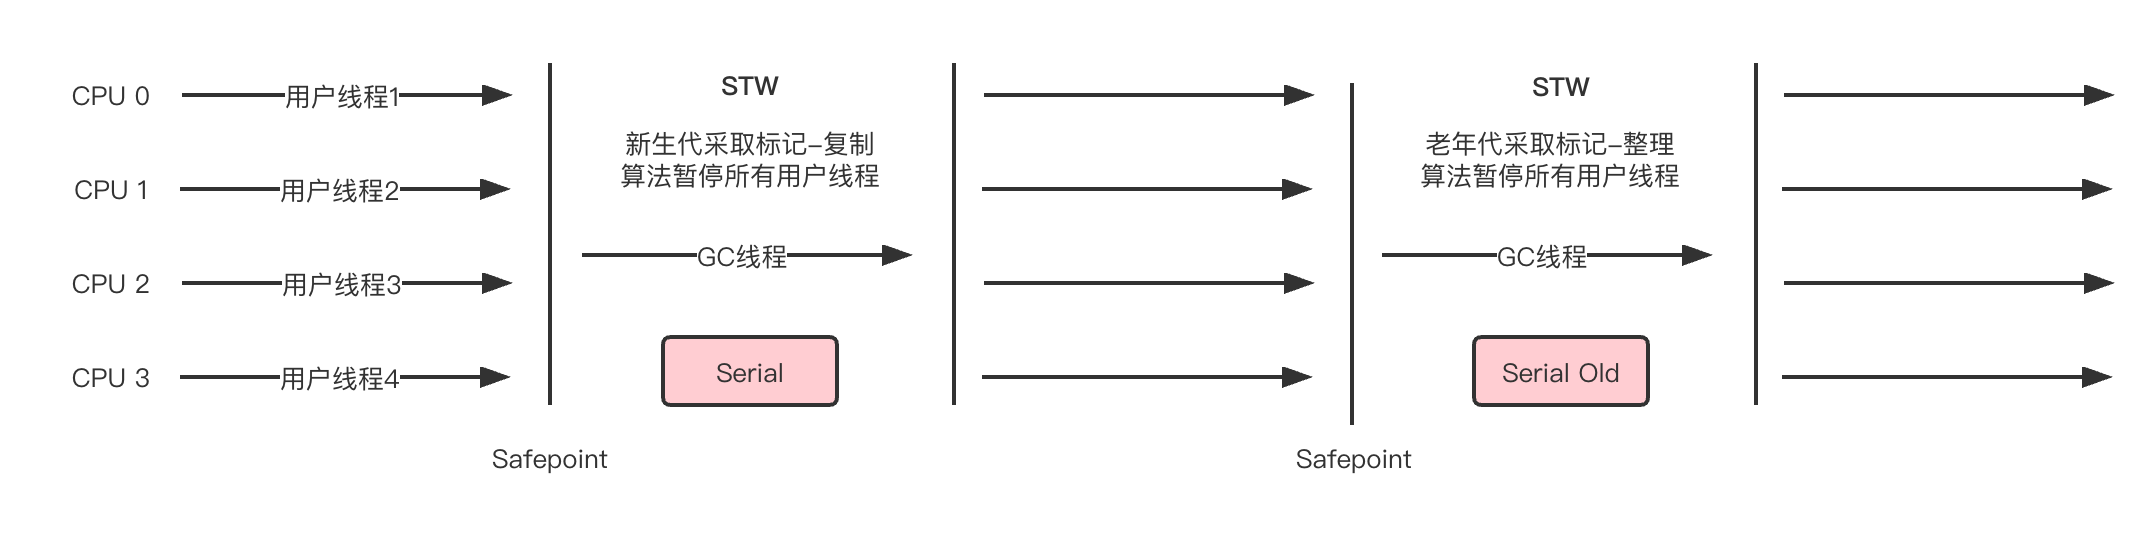 CPU 0
用户线程1
CPU 1
用户线程2
CPU 2
用户线程3
CPU 3
用户线程4
Safepoint
STW
新生代采取标记-复制
算法暂停所有用户线程
GC线程
Serial
Safepoint
STW
老年代采取标记-整理
算法暂停所有用户线程
GC线程
Serial Old